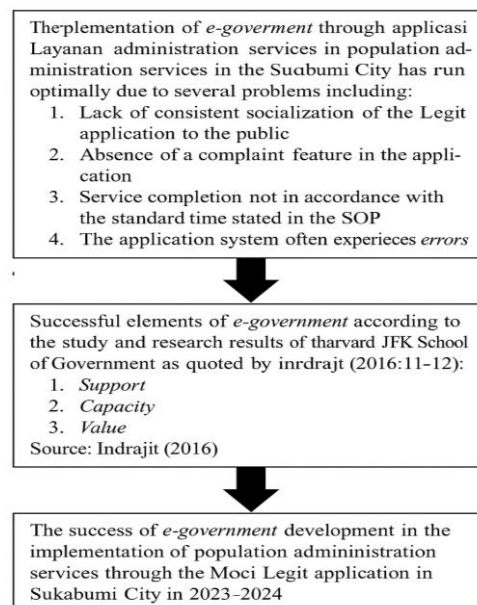 The plementation of e-goverment through applicasi
Layanan administration services in population ad-
ministration services in the Suabumi City has run
optimally due to several problems including:
1. Lack of consistent socialization of the Legit
application to the public
2. Absence of a complaint feature in the appli-
cation
3. Service completion not in accordance with
the standard time stated in the SOP
4. The application system often experieces errors
Successful elements of e-government according to
the study and research results of tharvard JFK School
of Government as quoted by inrdrajt (2016:11-12):
1. Support
2. Capacity
3. Value
Source: Indrajit (2016)
The success of e-government development in the
implementation of population admininistration
services through the Moci Legit application in
Sukabumi City in 2023-2024